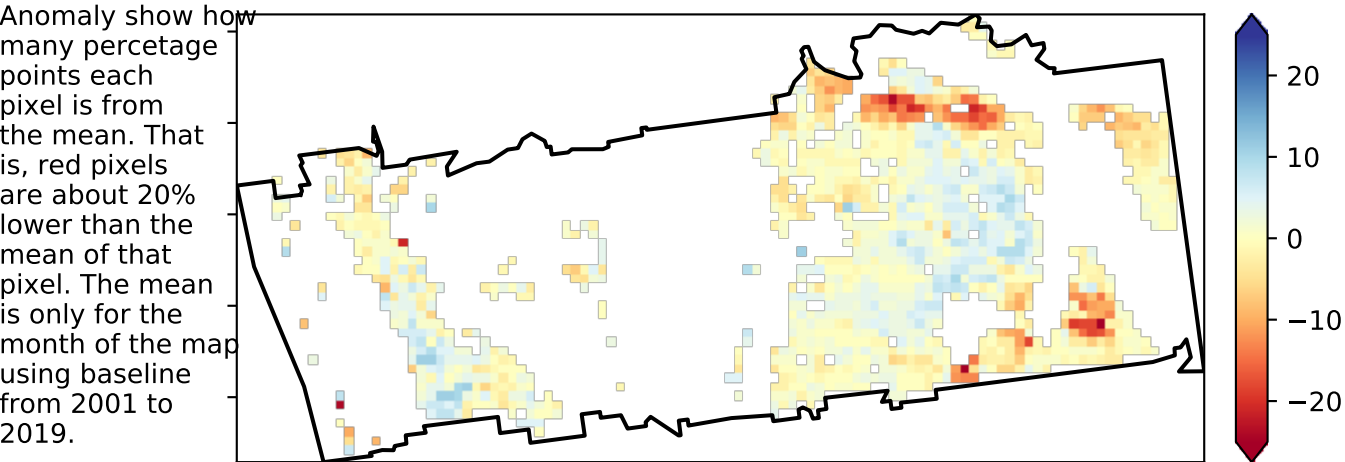 Anomaly show how
many percetage
points each
pixel is from
the mean. That
is, red pixels
are about 20%
lower than the
mean of that
pixel. The mean
is only for the
month of the map
using baseline
from 2001 to
2019.
20
10
0
−10
−20